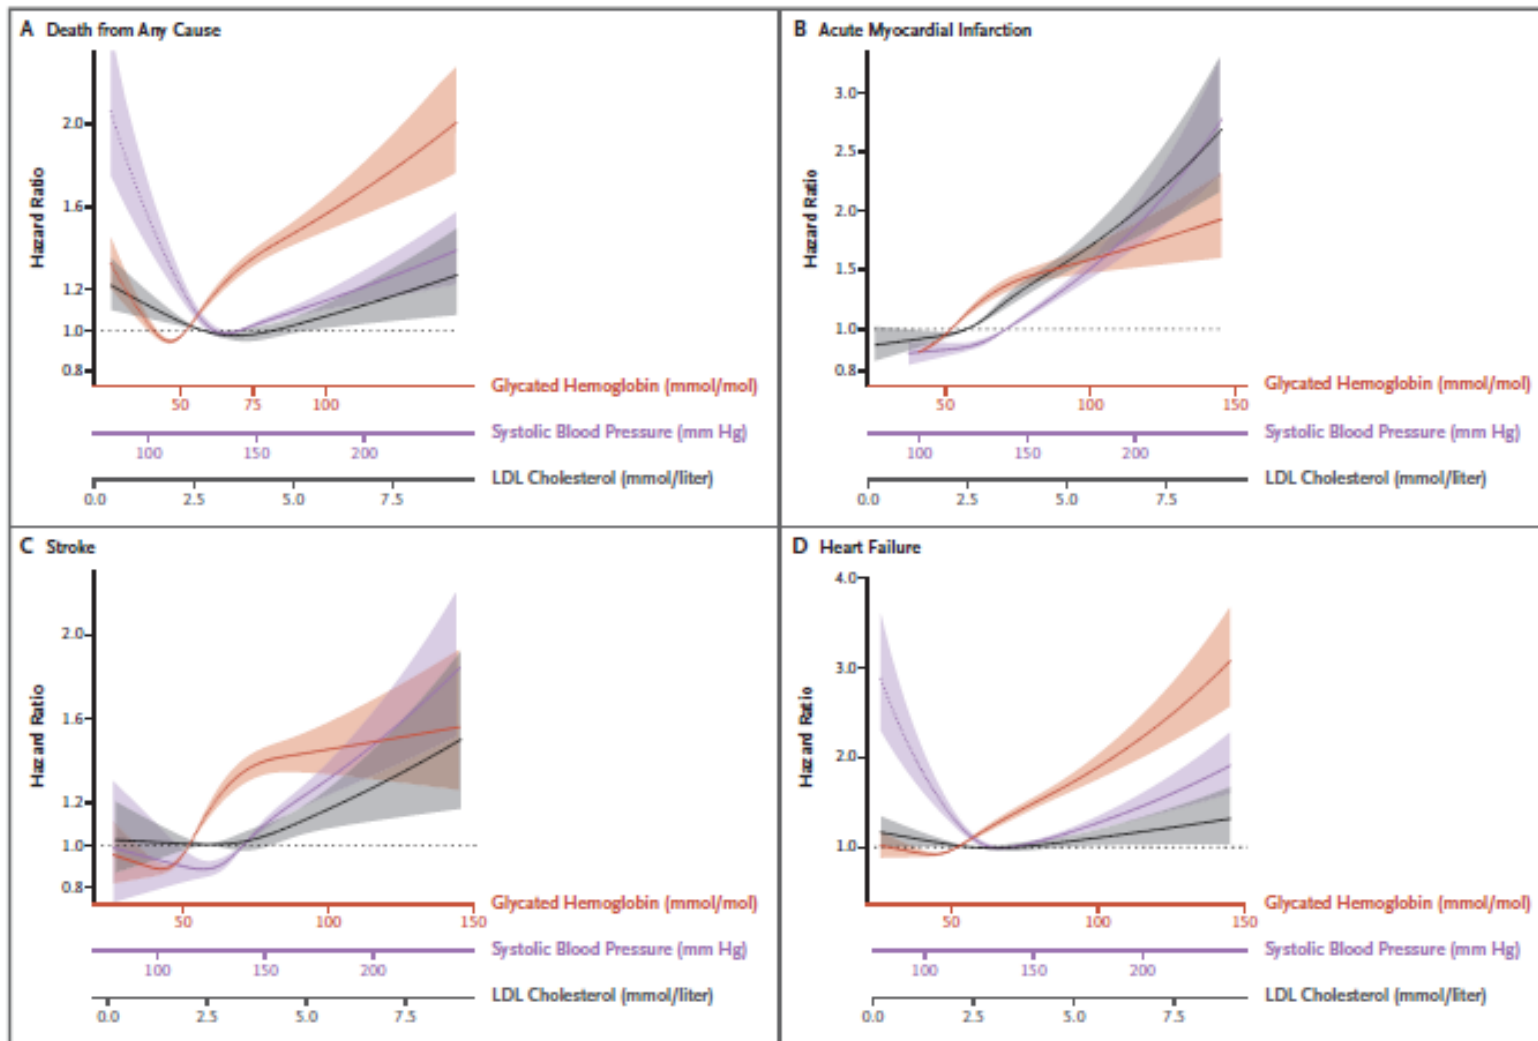 A Death from Any Cause
Hazard Ratio
2.0
1.6
1.2
1.0
0.8
50 75 100
Glycated Hemoglobin (mmol/mol)
100 150 200
Systolic Blood Pressure (mm Hg)
0.0 2.5 5.0 7.5
LDL Cholesterol (mmol/liter)
B Acute Myocardial Infarction
Hazard Ratio
3.0
2.5
2.0
1.5
1.0
0.8
50 100 150
Glycated Hemoglobin (mmol/mol)
100 150 200
Systolic Blood Pressure (mm Hg)
0.0 2.5 5.0 7.5
LDL Cholesterol (mmol/liter)
C Stroke
Hazard Ratio
2.0
1.6
1.2
1.0
0.8
50 100 150
Glycated Hemoglobin (mmol/mol)
100 150 200
Systolic Blood Pressure (mm Hg)
0.0 2.5 5.0 7.5
LDL Cholesterol (mmol/liter)
D Heart Failure
Hazard Ratio
4.0
3.0
2.0
1.0
50 100 150
Glycated Hemoglobin (mmol/mol)
100 150 200
Systolic Blood Pressure (mm Hg)
0.0 2.5 5.0 7.5
LDL Cholesterol (mmol/liter)